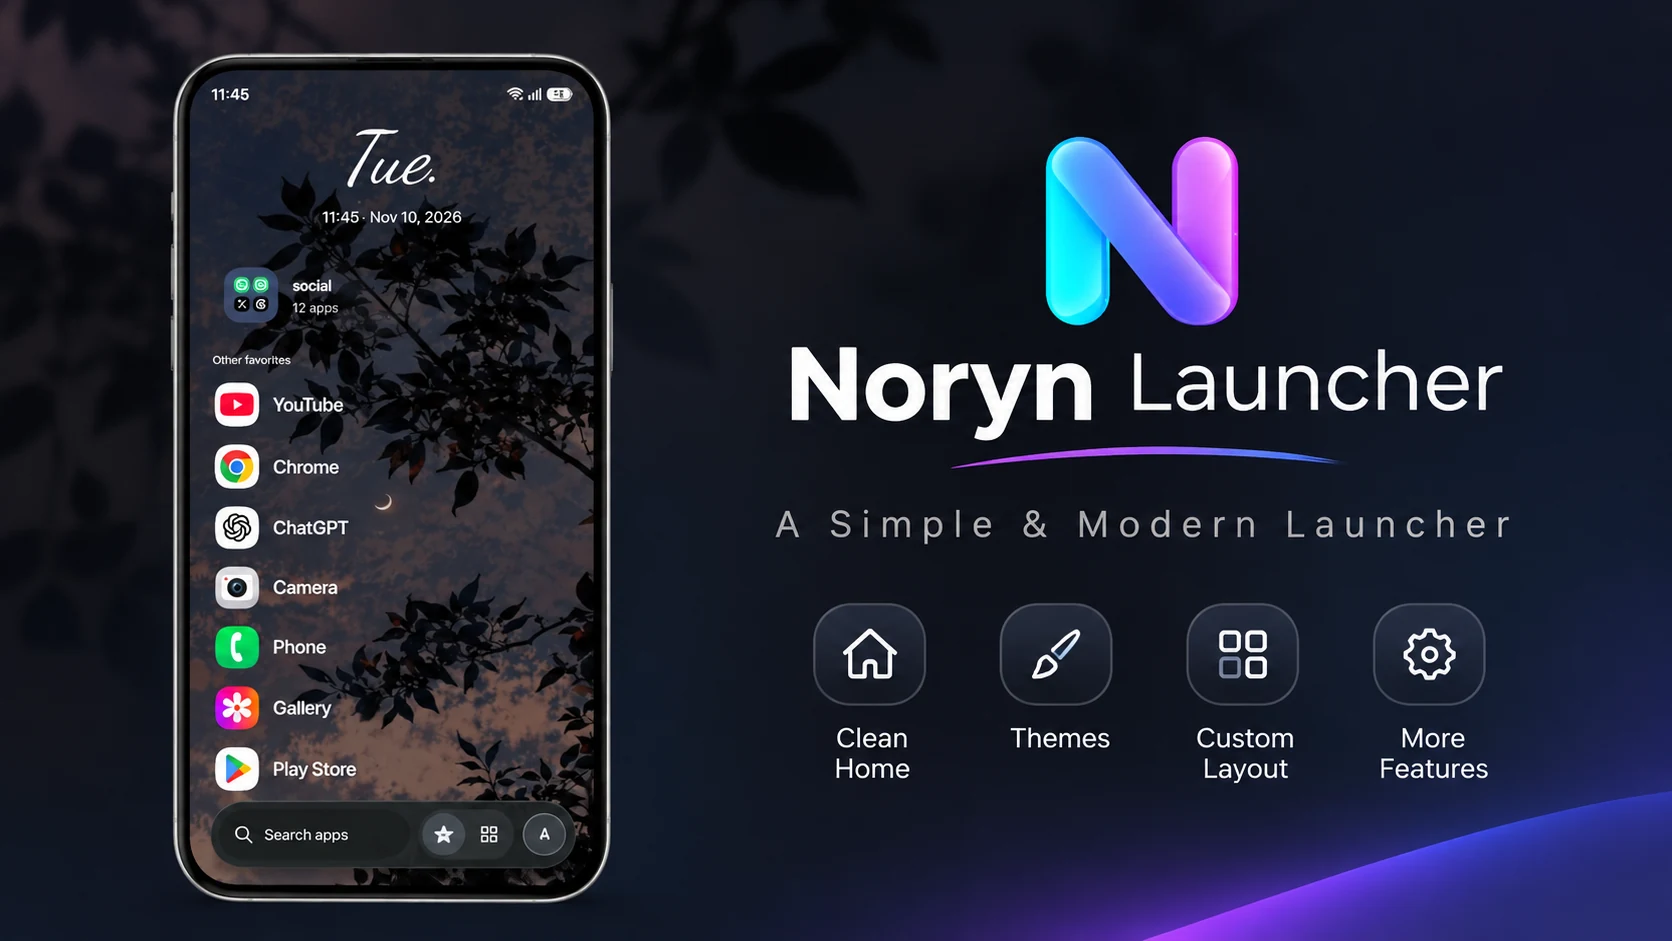 11:45
Tue.
11:45 · Nov 10, 2026
social
12 apps
Other favorites
YouTube
Chrome
ChatGPT
Camera
Phone
Gallery
Play Store
Search apps
A
N
Noryn Launcher
A Simple & Modern Launcher
Clean
Home
Themes
Custom
Layout
More
Features